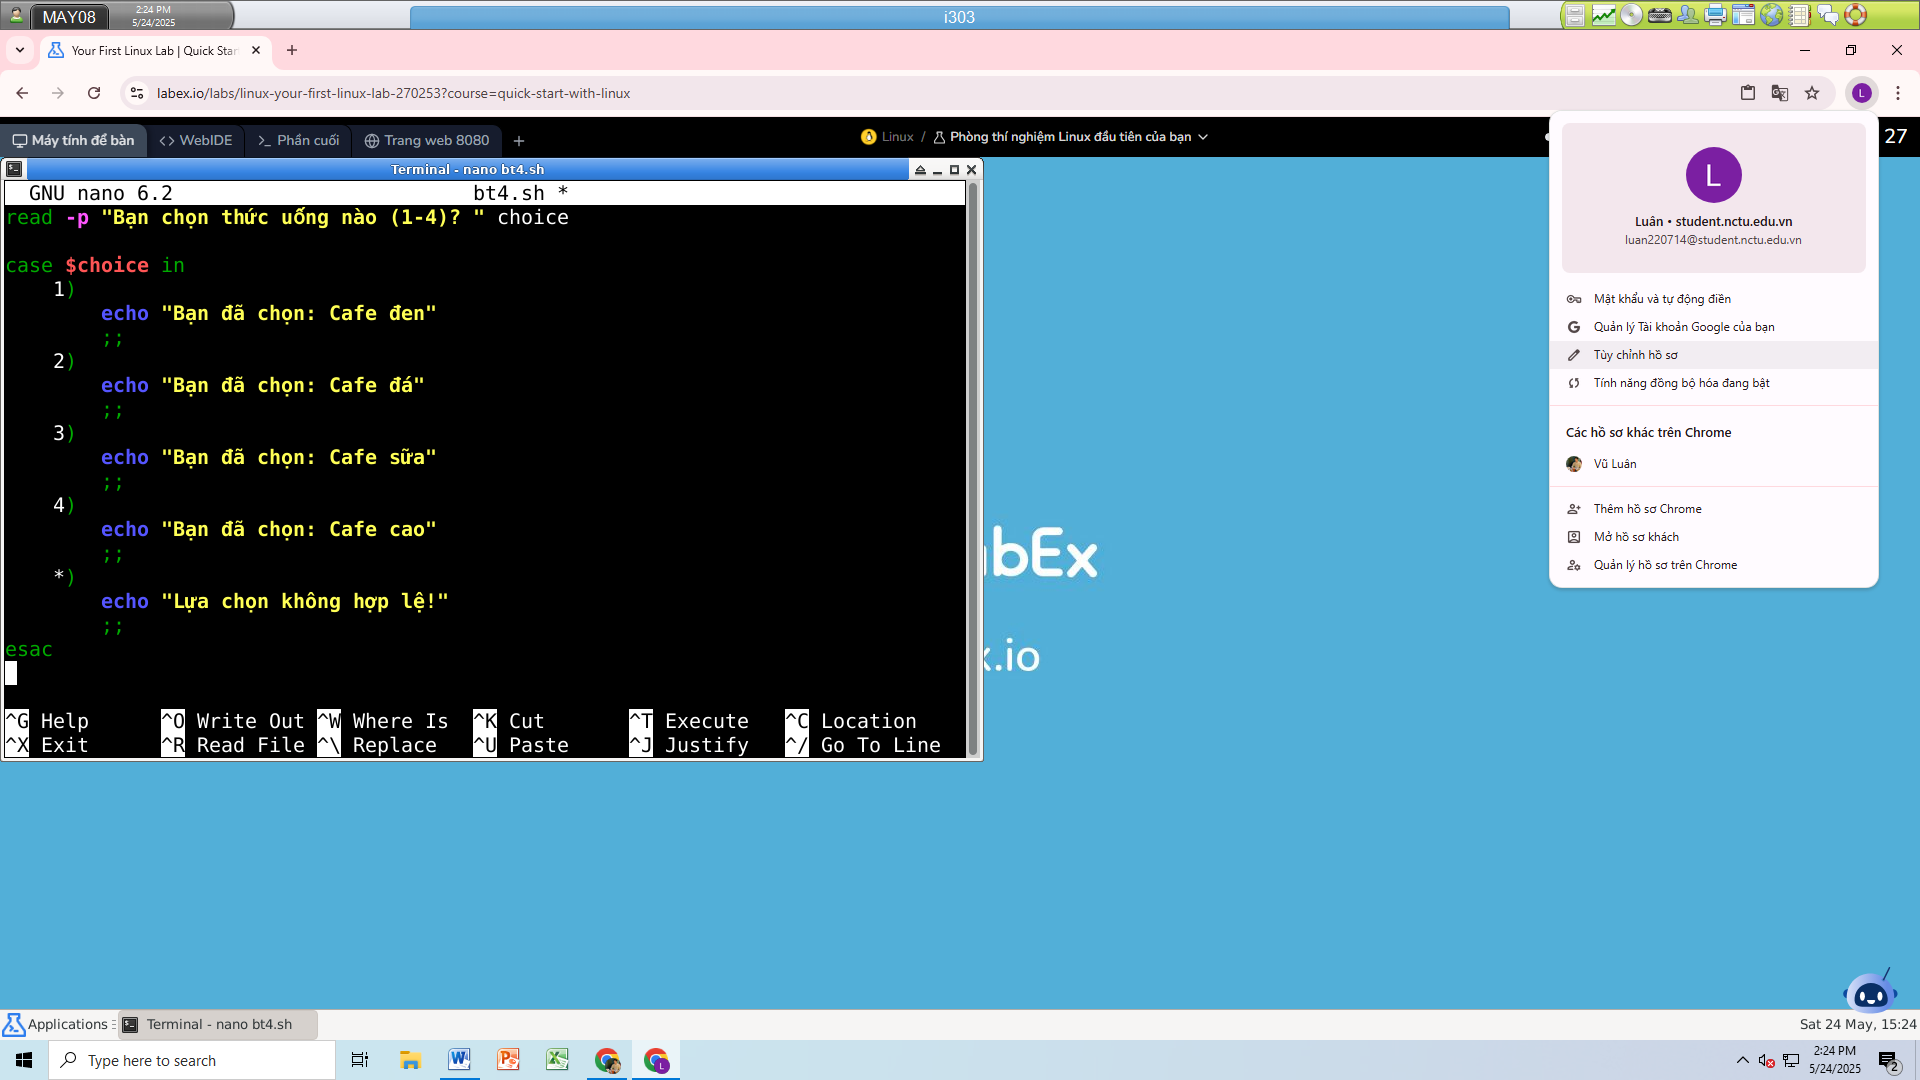 MAY08
2:24 PM
5/24/2025
i303
Your First Linux Lab | Quick Star
labex.io/labs/linux-your-first-linux-lab-270253?course=quick-start-with-linux
L
Máy tính để bàn
WebIDE
Phần cuối
Trang web 8080
Linux / Phòng thí nghiệm Linux đầu tiên của bạn
27
Terminal - nano bt4.sh
GNU nano 6.2 bt4.sh *
read -p "Bạn chọn thức uống nào (1-4)? " choice
case $choice in
1)
echo "Bạn đã chọn: Cafe đen"
;;
2)
echo "Bạn đã chọn: Cafe đá"
;;
3)
echo "Bạn đã chọn: Cafe sữa"
;;
4)
echo "Bạn đã chọn: Cafe cao"
;;
*)
echo "Lựa chọn không hợp lệ!"
;;
esac
^G Help ^O Write Out ^W Where Is ^K Cut ^T Execute ^C Location
^X Exit ^R Read File ^\ Replace ^U Paste ^J Justify ^/ Go To Line
L
Luân • student.nctu.edu.vn
luan220714@student.nctu.edu.vn
Mật khẩu và tự động điền
Quản lý Tài khoản Google của bạn
Tùy chỉnh hồ sơ
Tính năng đồng bộ hóa đang bật
Các hồ sơ khác trên Chrome
Vũ Luân
Thêm hồ sơ Chrome
Mở hồ sơ khách
Quản lý hồ sơ trên Chrome
abEx
x.io
Applications
Terminal - nano bt4.sh
Sat 24 May, 15:24
Type here to search
2:24 PM
5/24/2025
2